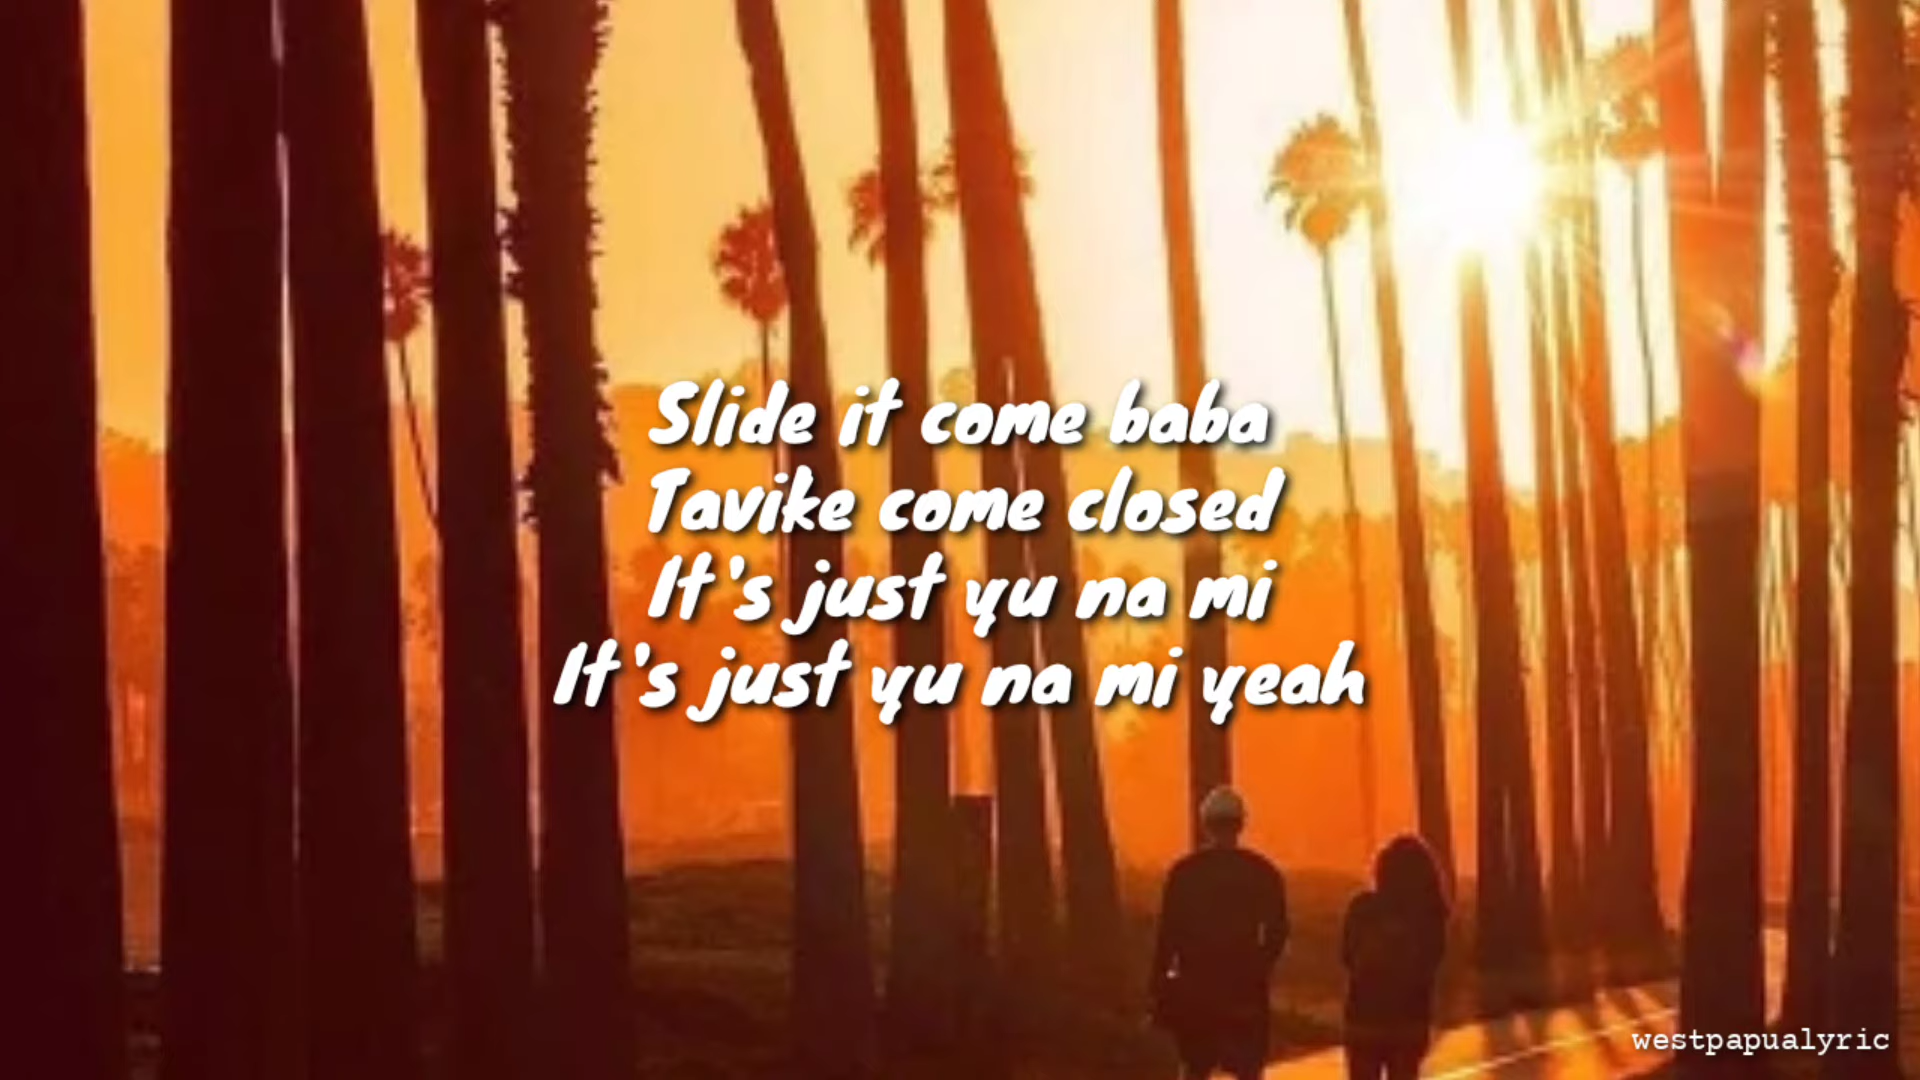 Slide it come baba
Tavike come closed
It's just yu na mi
It's just yu na mi yeah
westpapualyric